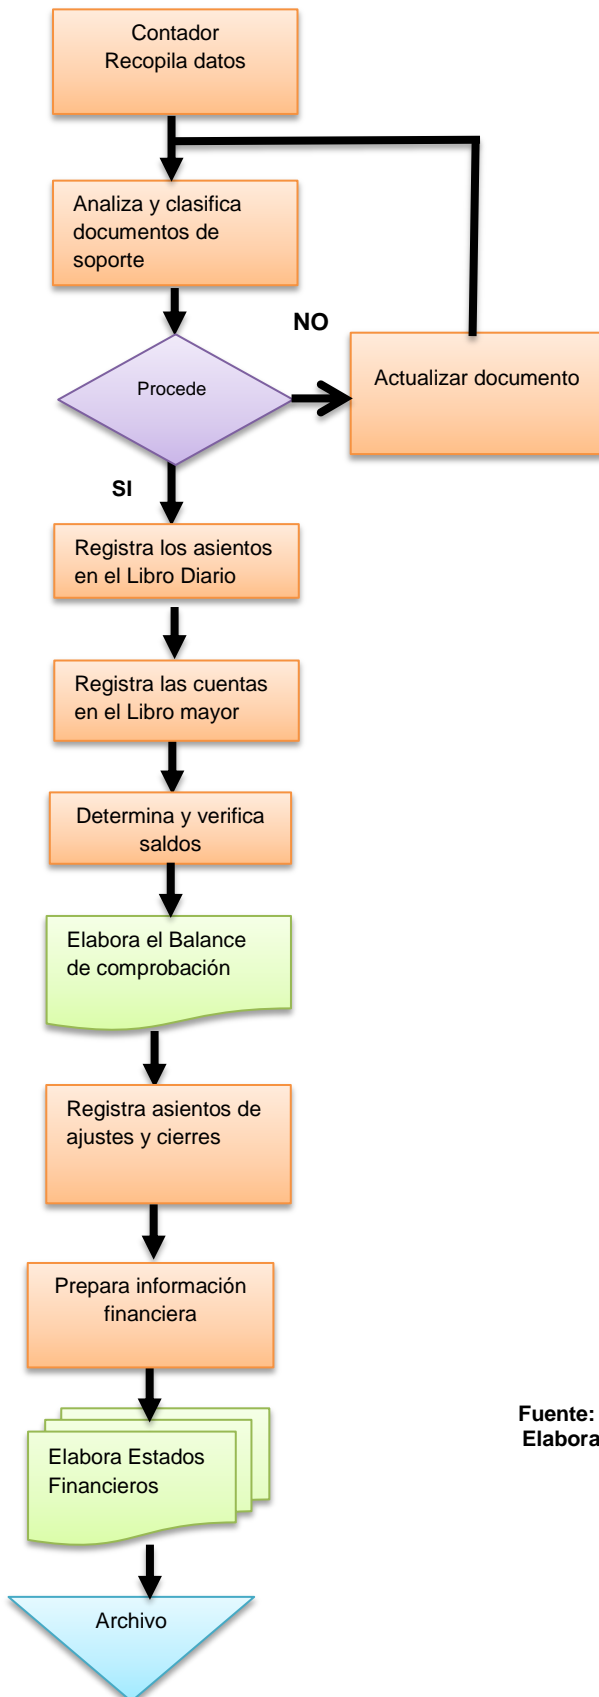 Contador
Recopila datos
Analiza y clasifica
documentos de
soporte
NO
Procede
Actualizar documento
SI
Registra los asientos
en el Libro Diario
Registra las cuentas
en el Libro mayor
Determina y verifica
saldos
Elabora el Balance
de comprobación
Registra asientos de
ajustes y cierres
Prepara información
financiera
Fuente:
Elabora
Elabora Estados
Financieros
Archivo